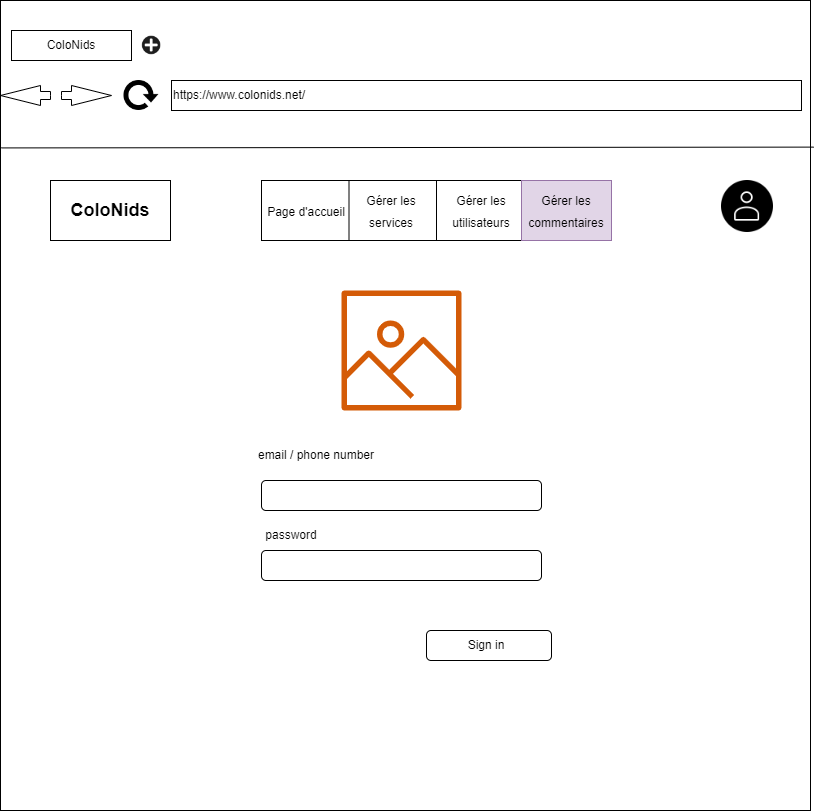 ColoNids
https://www.colonids.net/
ColoNids
Page d'accueil
Gérer les
services
Gérer les
utilisateurs
Gérer les
commentaires
email / phone number
password
Sign in